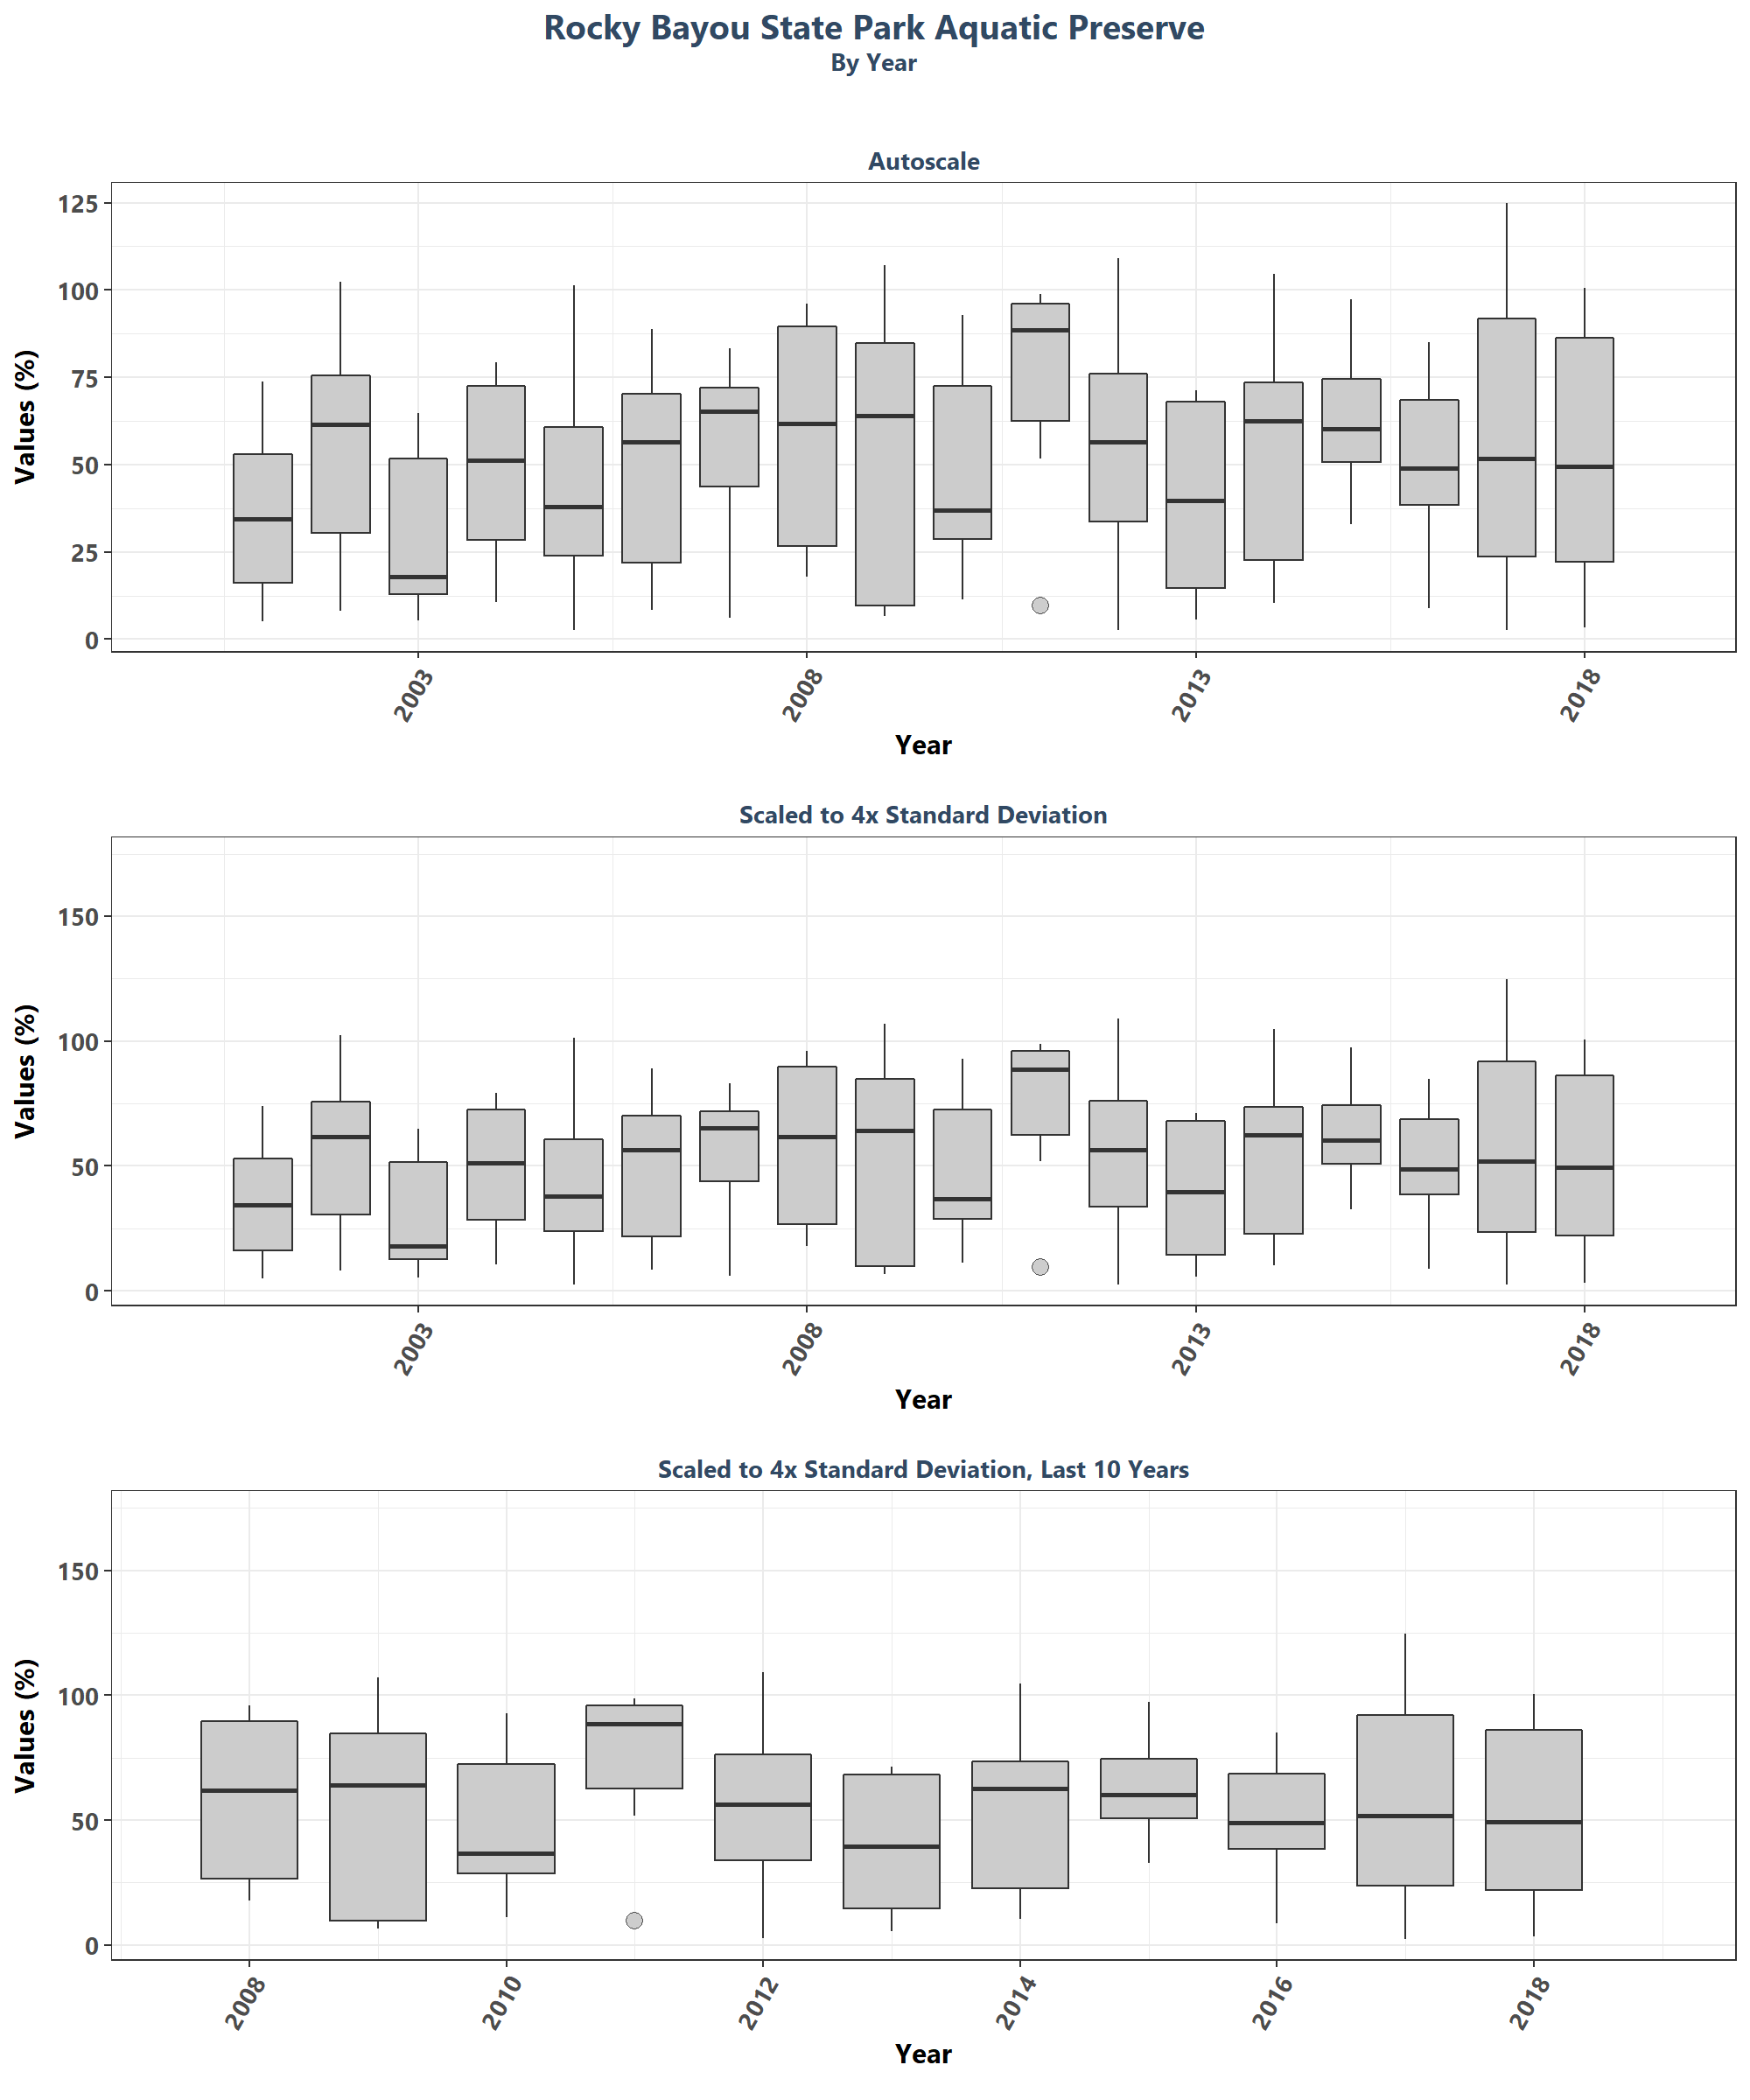 Rocky Bayou State Park Aquatic Preserve
By Year
Autoscale
Values (%)
125
100
75
50
25
0
2003
2008
2013
2018
Year
Scaled to 4x Standard Deviation
Values (%)
150
100
50
0
2003
2008
2013
2018
Year
Scaled to 4x Standard Deviation, Last 10 Years
Values (%)
150
100
50
0
2008
2010
2012
2014
2016
2018
Year